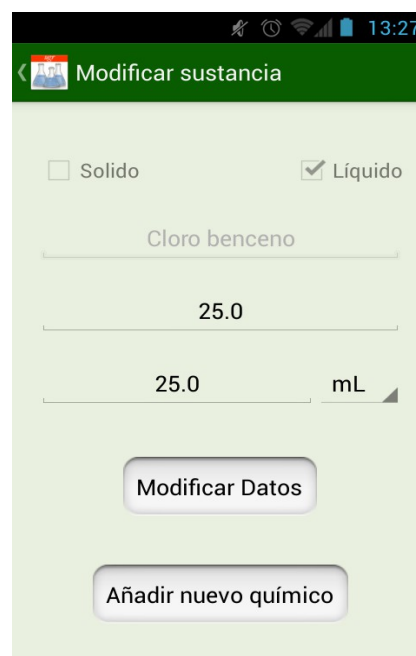 13:27
Modificar sustancia
Solido Líquido
Cloro benceno
25.0
25.0 mL
Modificar Datos
Añadir nuevo químico